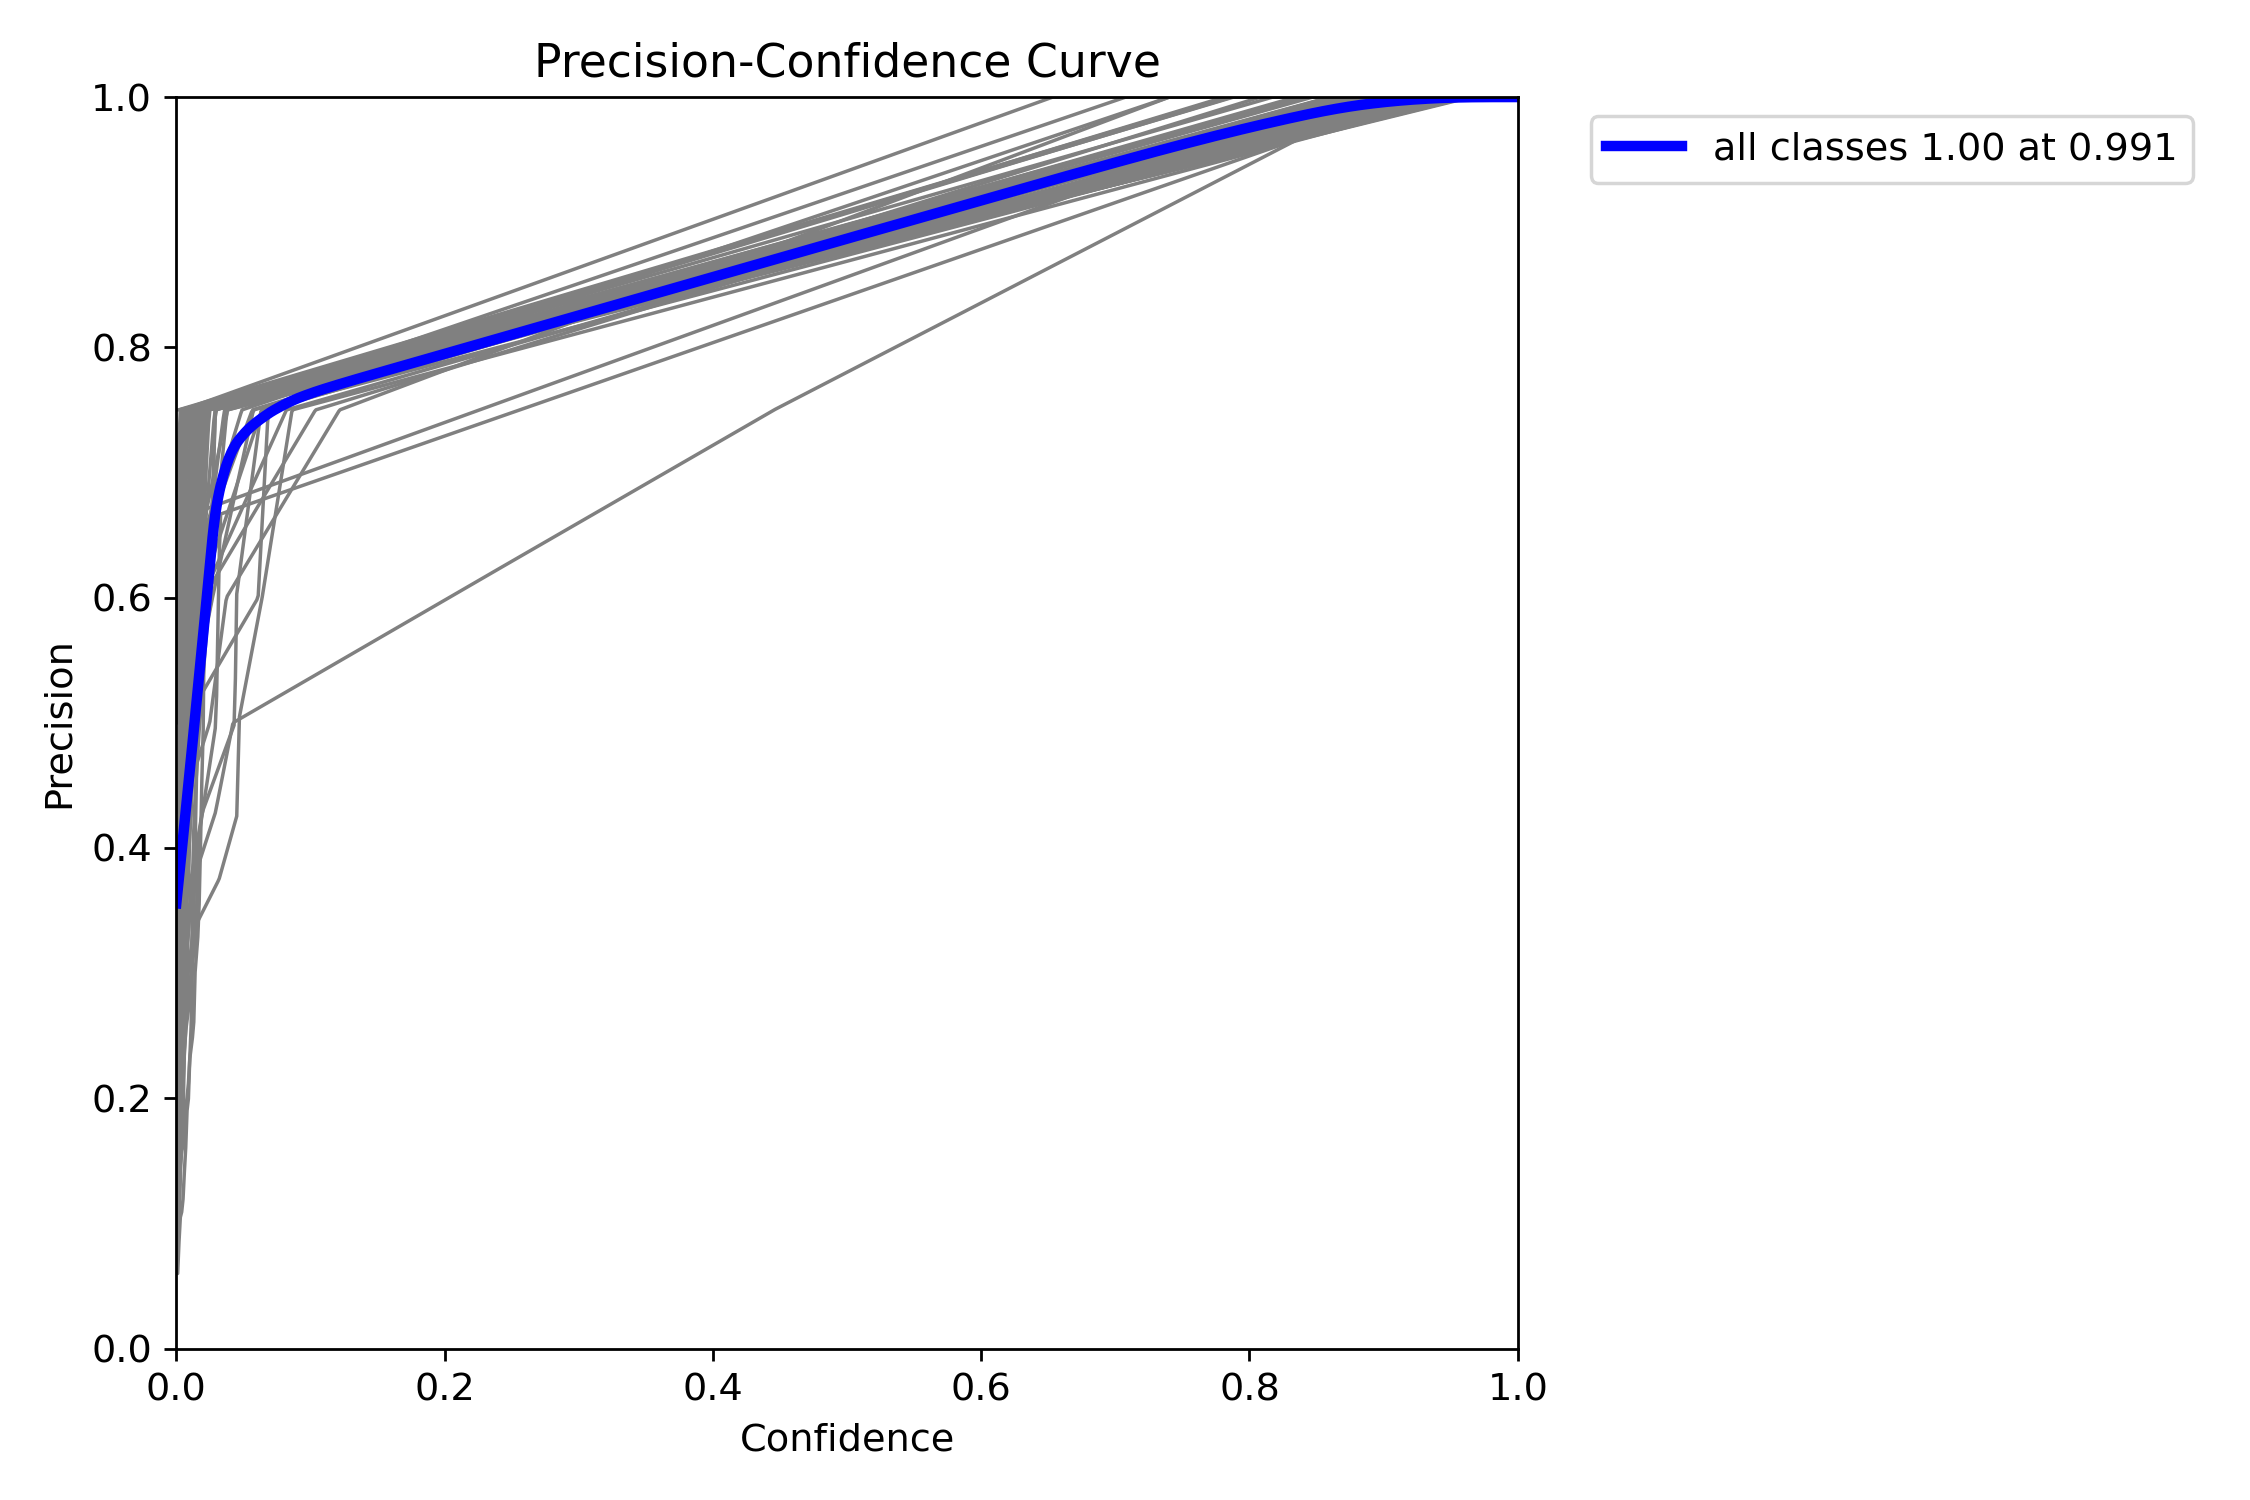 Precision-Confidence Curve
all classes 1.00 at 0.991
1.0
0.8
0.6
0.4
0.2
0.0
Precision
0.0 0.2 0.4 0.6 0.8 1.0
Confidence